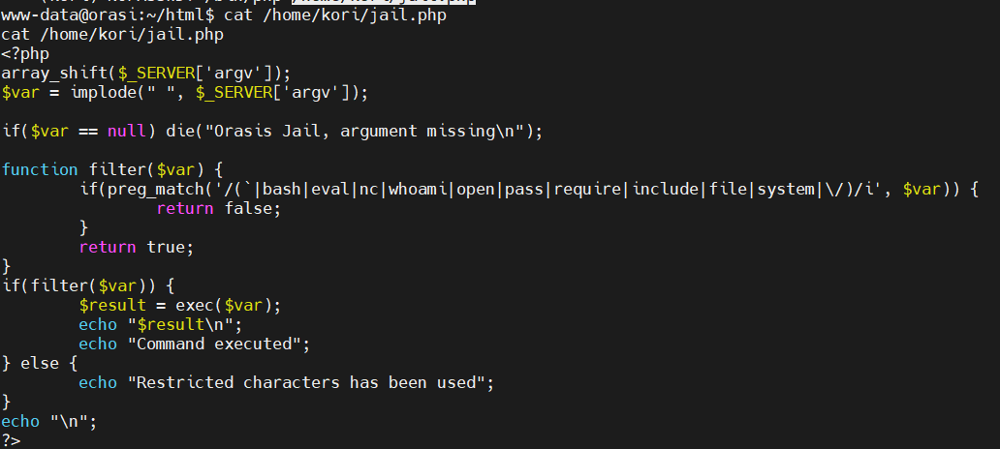 www-data@orasi:~/html$ cat /home/kori/jail.php
cat /home/kori/jail.php
<?php
array_shift($_SERVER['argv']);
$var = implode(" ", $_SERVER['argv']);

if($var == null) die("Orasis Jail, argument missing\n");

function filter($var) {
        if(preg_match('/(`|bash|eval|nc|whoami|open|pass|require|include|file|system|\/)/i', $var)) {
                return false;
        }
        return true;
}
if(filter($var)) {
        $result = exec($var);
        echo "$result\n";
        echo "Command executed";
} else {
        echo "Restricted characters has been used";
}
echo "\n";
?>